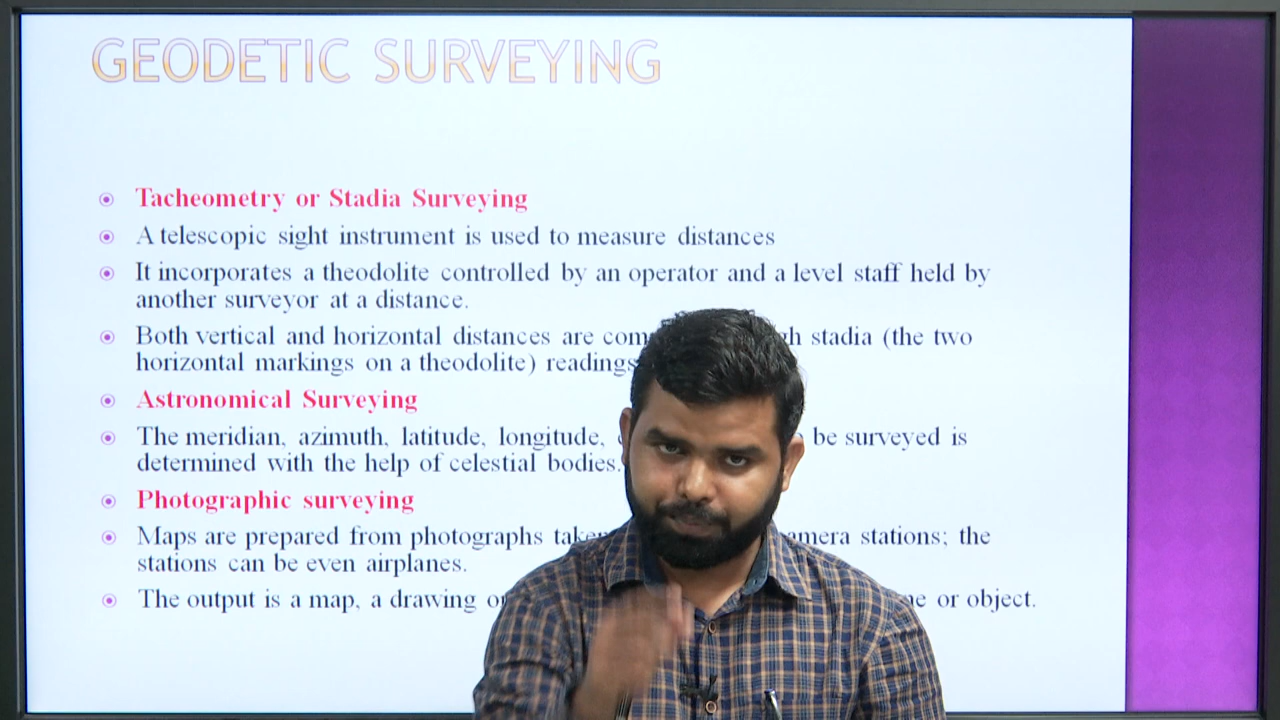 GEODETIC SURVEYING
Tacheometry or Stadia Surveying
A telescopic sight instrument is used to measure distances
It incorporates a theodolite controlled by an operator and a level staff held by
another surveyor at a distance.
Both vertical and horizontal distances are stadia (the two
horizontal markings on a theodolite) readings
Astronomical Surveying
The meridian, azimuth, latitude, longitude, be surveyed is
determined with the help of celestial bodies.
Photographic surveying
Maps are prepared from photographs stations; the
stations can be even airplanes.
The output is a map, a drawing or object.